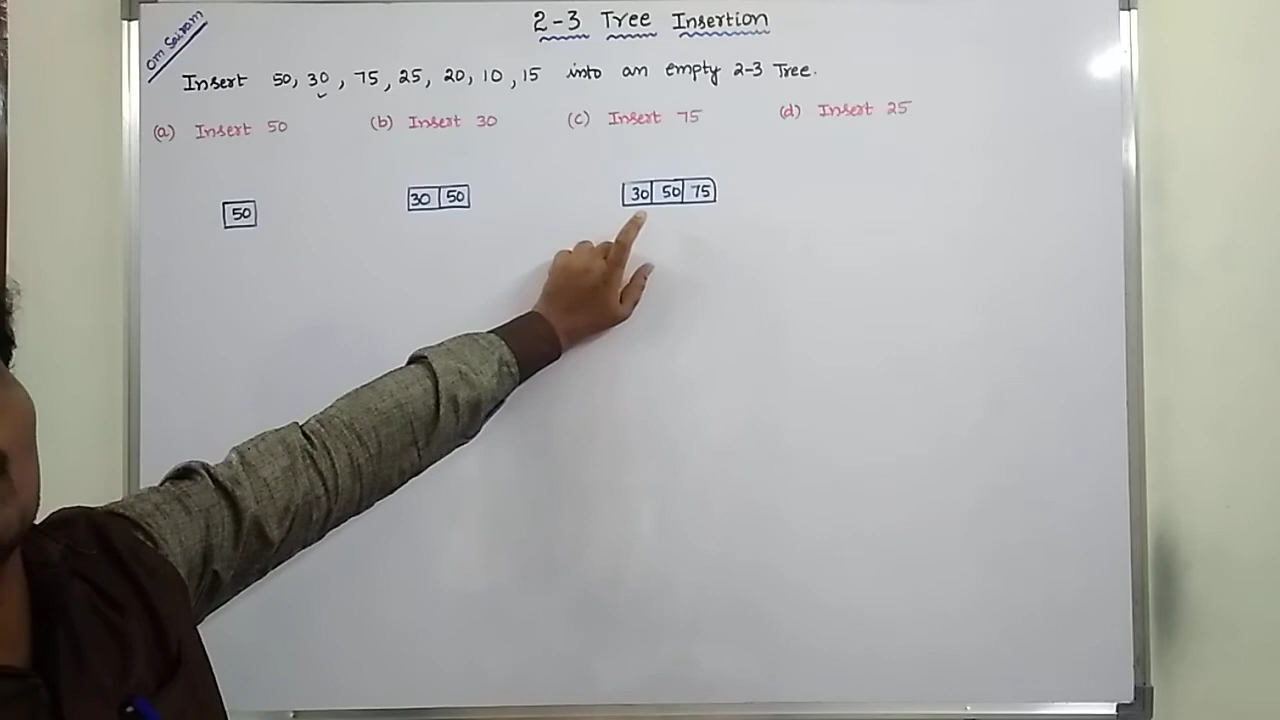 Om Sairam
2-3 Tree Insertion
Insert 50, 30, 75, 25, 20, 10, 15 into an empty 2-3 Tree.
(a) Insert 50 (b) Insert 30 (c) Insert 75 (d) Insert 25
50 30 50 30 50 75